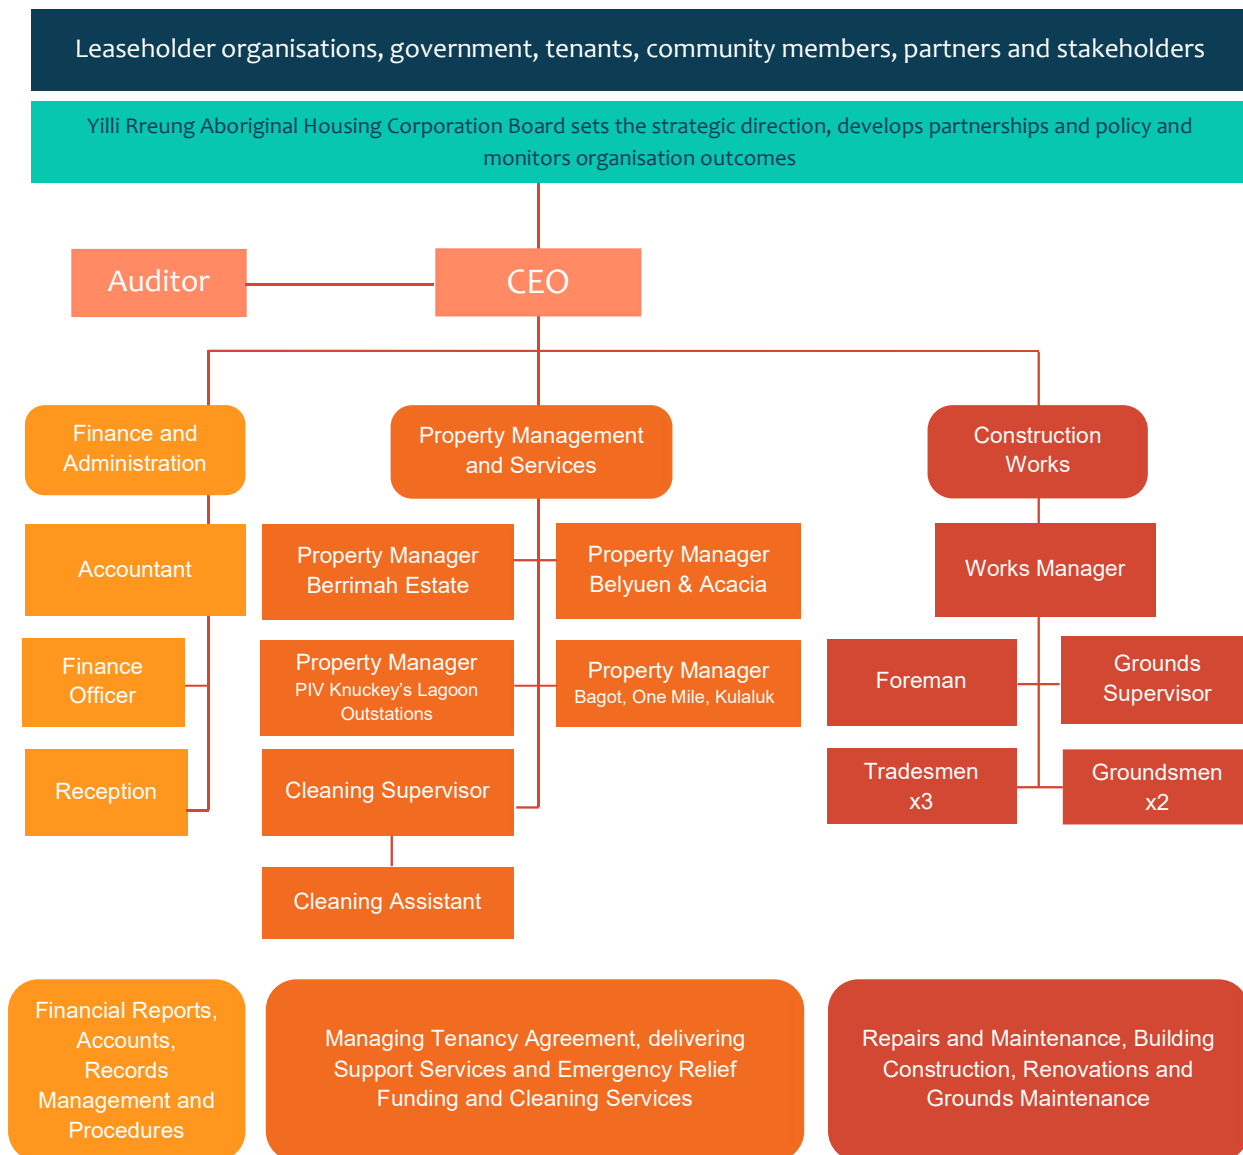 Leaseholder organisations, government, tenants, community members, partners and stakeholders
Yilli Rreung Aboriginal Housing Corporation Board sets the strategic direction, develops partnerships and policy and
monitors organisation outcomes
Auditor
CEO
Finance and
Administration
Property Management
and Services
Construction
Works
Accountant
Property Manager
Berrimah Estate
Property Manager
Belyuen & Acacia
Works Manager
Finance
Officer
Property Manager
PIV Knuckey's Lagoon
Outstations
Property Manager
Bagot, One Mile, Kulaluk
Foreman
Grounds
Supervisor
Reception
Cleaning Supervisor
Tradesmen
x3
Groundsmen
x2
Cleaning Assistant
Financial Reports,
Accounts,
Records
Management and
Procedures
Managing Tenancy Agreement, delivering
Support Services and Emergency Relief
Funding and Cleaning Services
Repairs and Maintenance, Building
Construction, Renovations and
Grounds Maintenance